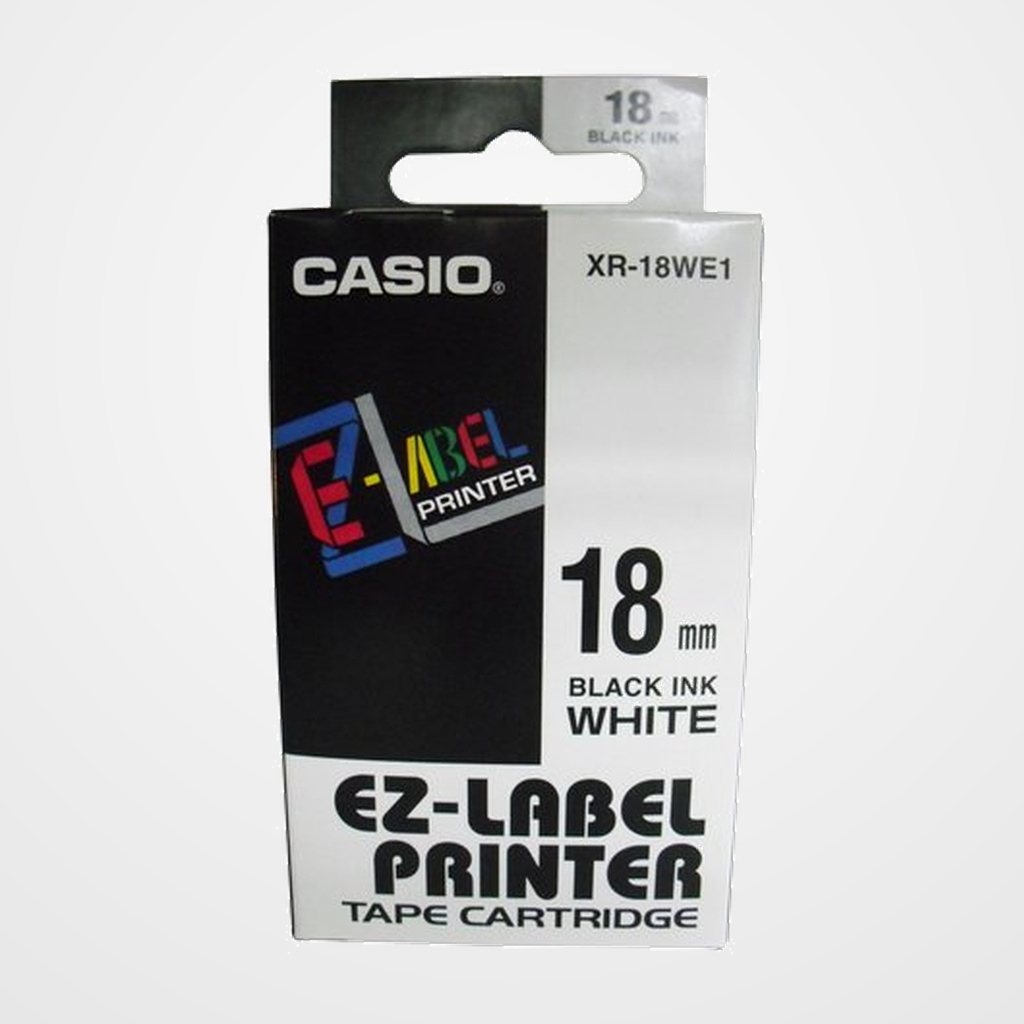 18 mm
BLACK INK
CASIO®
XR-18WE1
EZ-LABEL
PRINTER
18 mm
BLACK INK
WHITE
EZ-LABEL
PRINTER
TAPE CARTRIDGE